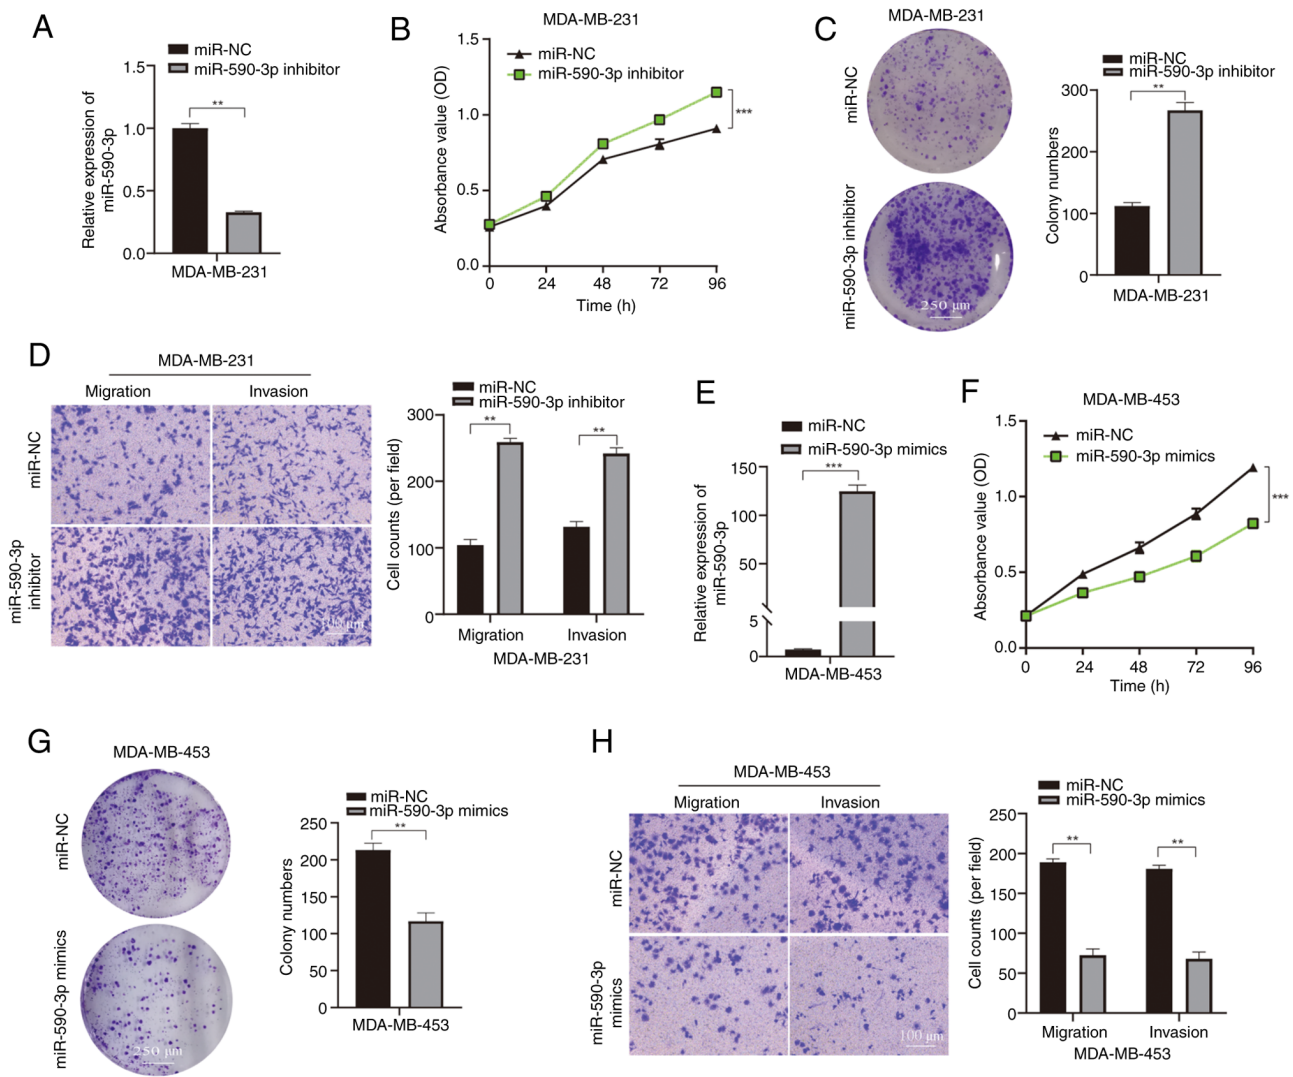 A
miR-NC
miR-590-3p inhibitor
Relative expression of
miR-590-3p
1.5
1.0
0.5
0.0
**
MDA-MB-231
B
MDA-MB-231
miR-NC
miR-590-3p inhibitor
Absorbance value (OD)
1.5
1.0
0.5
0.0
***
0 24 48 72 96
Time (h)
C
MDA-MB-231
miR-NC
miR-590-3p inhibitor
250 μm
miR-NC
miR-590-3p inhibitor
Colony numbers
300
200
100
0
**
MDA-MB-231
D
MDA-MB-231
Migration Invasion
miR-NC
miR-590-3p
inhibitor
miR-NC
miR-590-3p inhibitor
Cell counts (per field)
300
200
100
0
** **
Migration Invasion
MDA-MB-231
E
miR-NC
miR-590-3p mimics
Relative expression of
miR-590-3p
150
100
50
5
0
***
MDA-MB-453
F
MDA-MB-453
miR-NC
miR-590-3p mimics
Absorbance value (OD)
1.5
1.0
0.5
0.0
***
0 24 48 72 96
Time (h)
G
MDA-MB-453
miR-NC
miR-590-3p mimics
250 μm
miR-NC
miR-590-3p mimics
Colony numbers
250
200
150
100
50
0
**
MDA-MB-453
H
MDA-MB-453
Migration Invasion
miR-NC
miR-590-3p
mimics
100 μm
miR-NC
miR-590-3p mimics
Cell counts (per field)
250
200
150
100
50
0
** **
Migration Invasion
MDA-MB-453